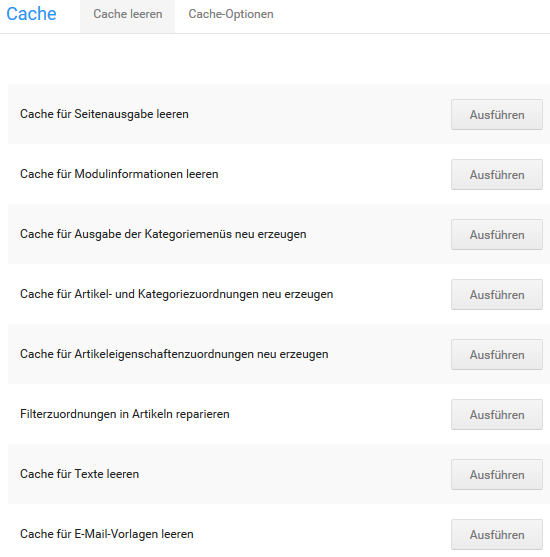 Cache Cache leeren Cache-Optionen
Cache für Seitenausgabe leeren Ausführen
Cache für Modulinformationen leeren Ausführen
Cache für Ausgabe der Kategoriemenüs neu erzeugen Ausführen
Cache für Artikel- und Kategoriezuordnungen neu erzeugen Ausführen
Cache für Artikeleigenschaftenzuordnungen neu erzeugen Ausführen
Filterzuordnungen in Artikeln reparieren Ausführen
Cache für Texte leeren Ausführen
Cache für E-Mail-Vorlagen leeren Ausführen